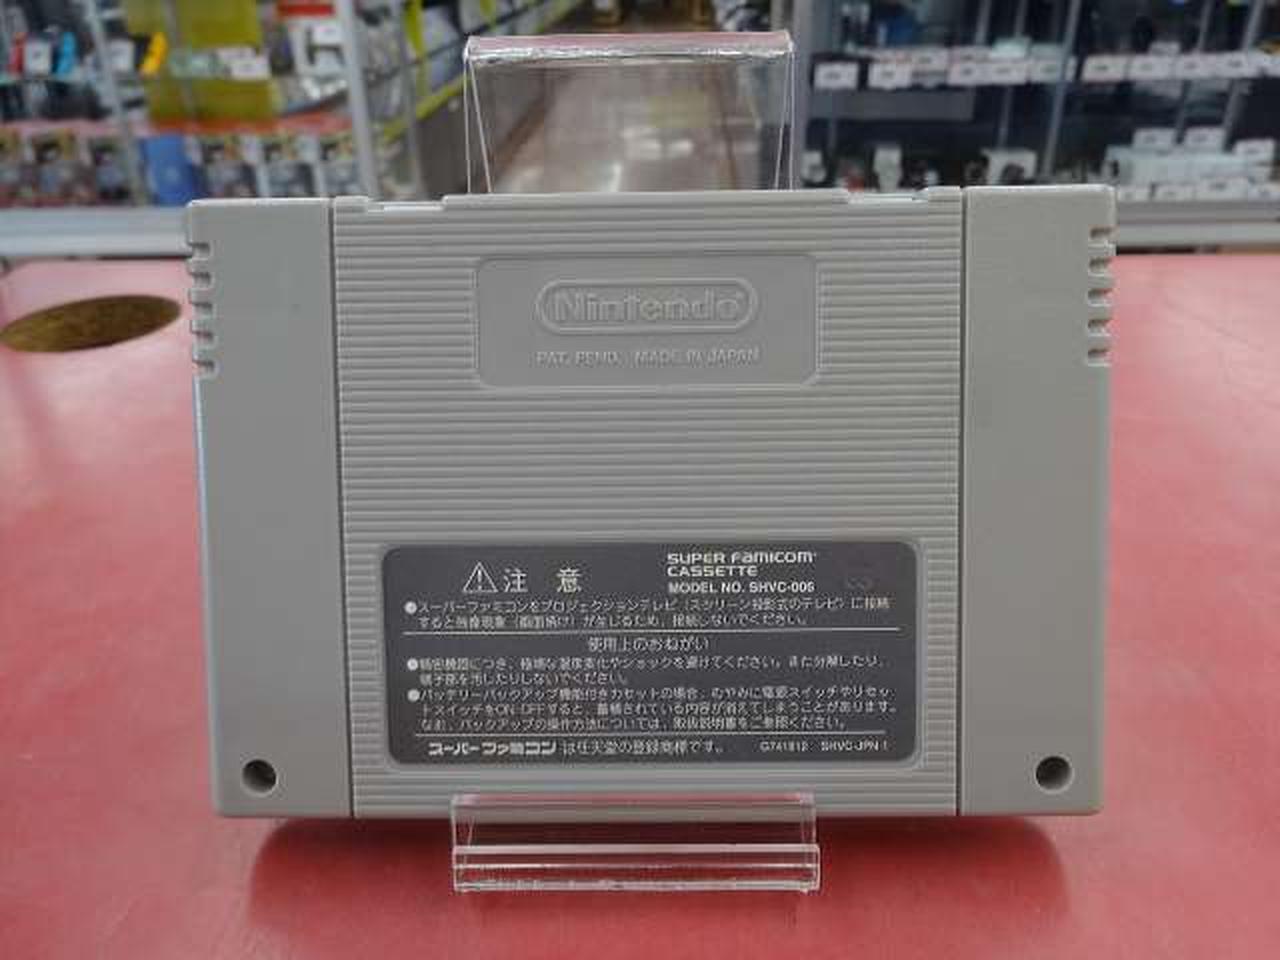 Nintendo
PAT. PEND. MADE IN JAPAN
注 意
SUPER FAMICOM
CASSETTE
MODEL NO. SHVC-006
●スーパーファミコンをプロジェクションテレビ（スクリーン投影式のテレビ）に接続
すると残像現象（画面焼け）が生じるため、接続しないでください。
使用上のおねがい
●精密機器につき、極端な温度変化やショックを避けてください。また分解したり、
端子部を汚したりしないでください。
●バッテリーバックアップ機能付きカセットの場合、むやみに電源スイッチやリセッ
トスイッチをON OFFすると、蓄積されている内容が消えてしまうことがあります。
なお、バックアップの操作方法については、取扱説明書をご参照ください。
スーパーファミコンは任天堂の登録商標です。
SHVC-JPN 1